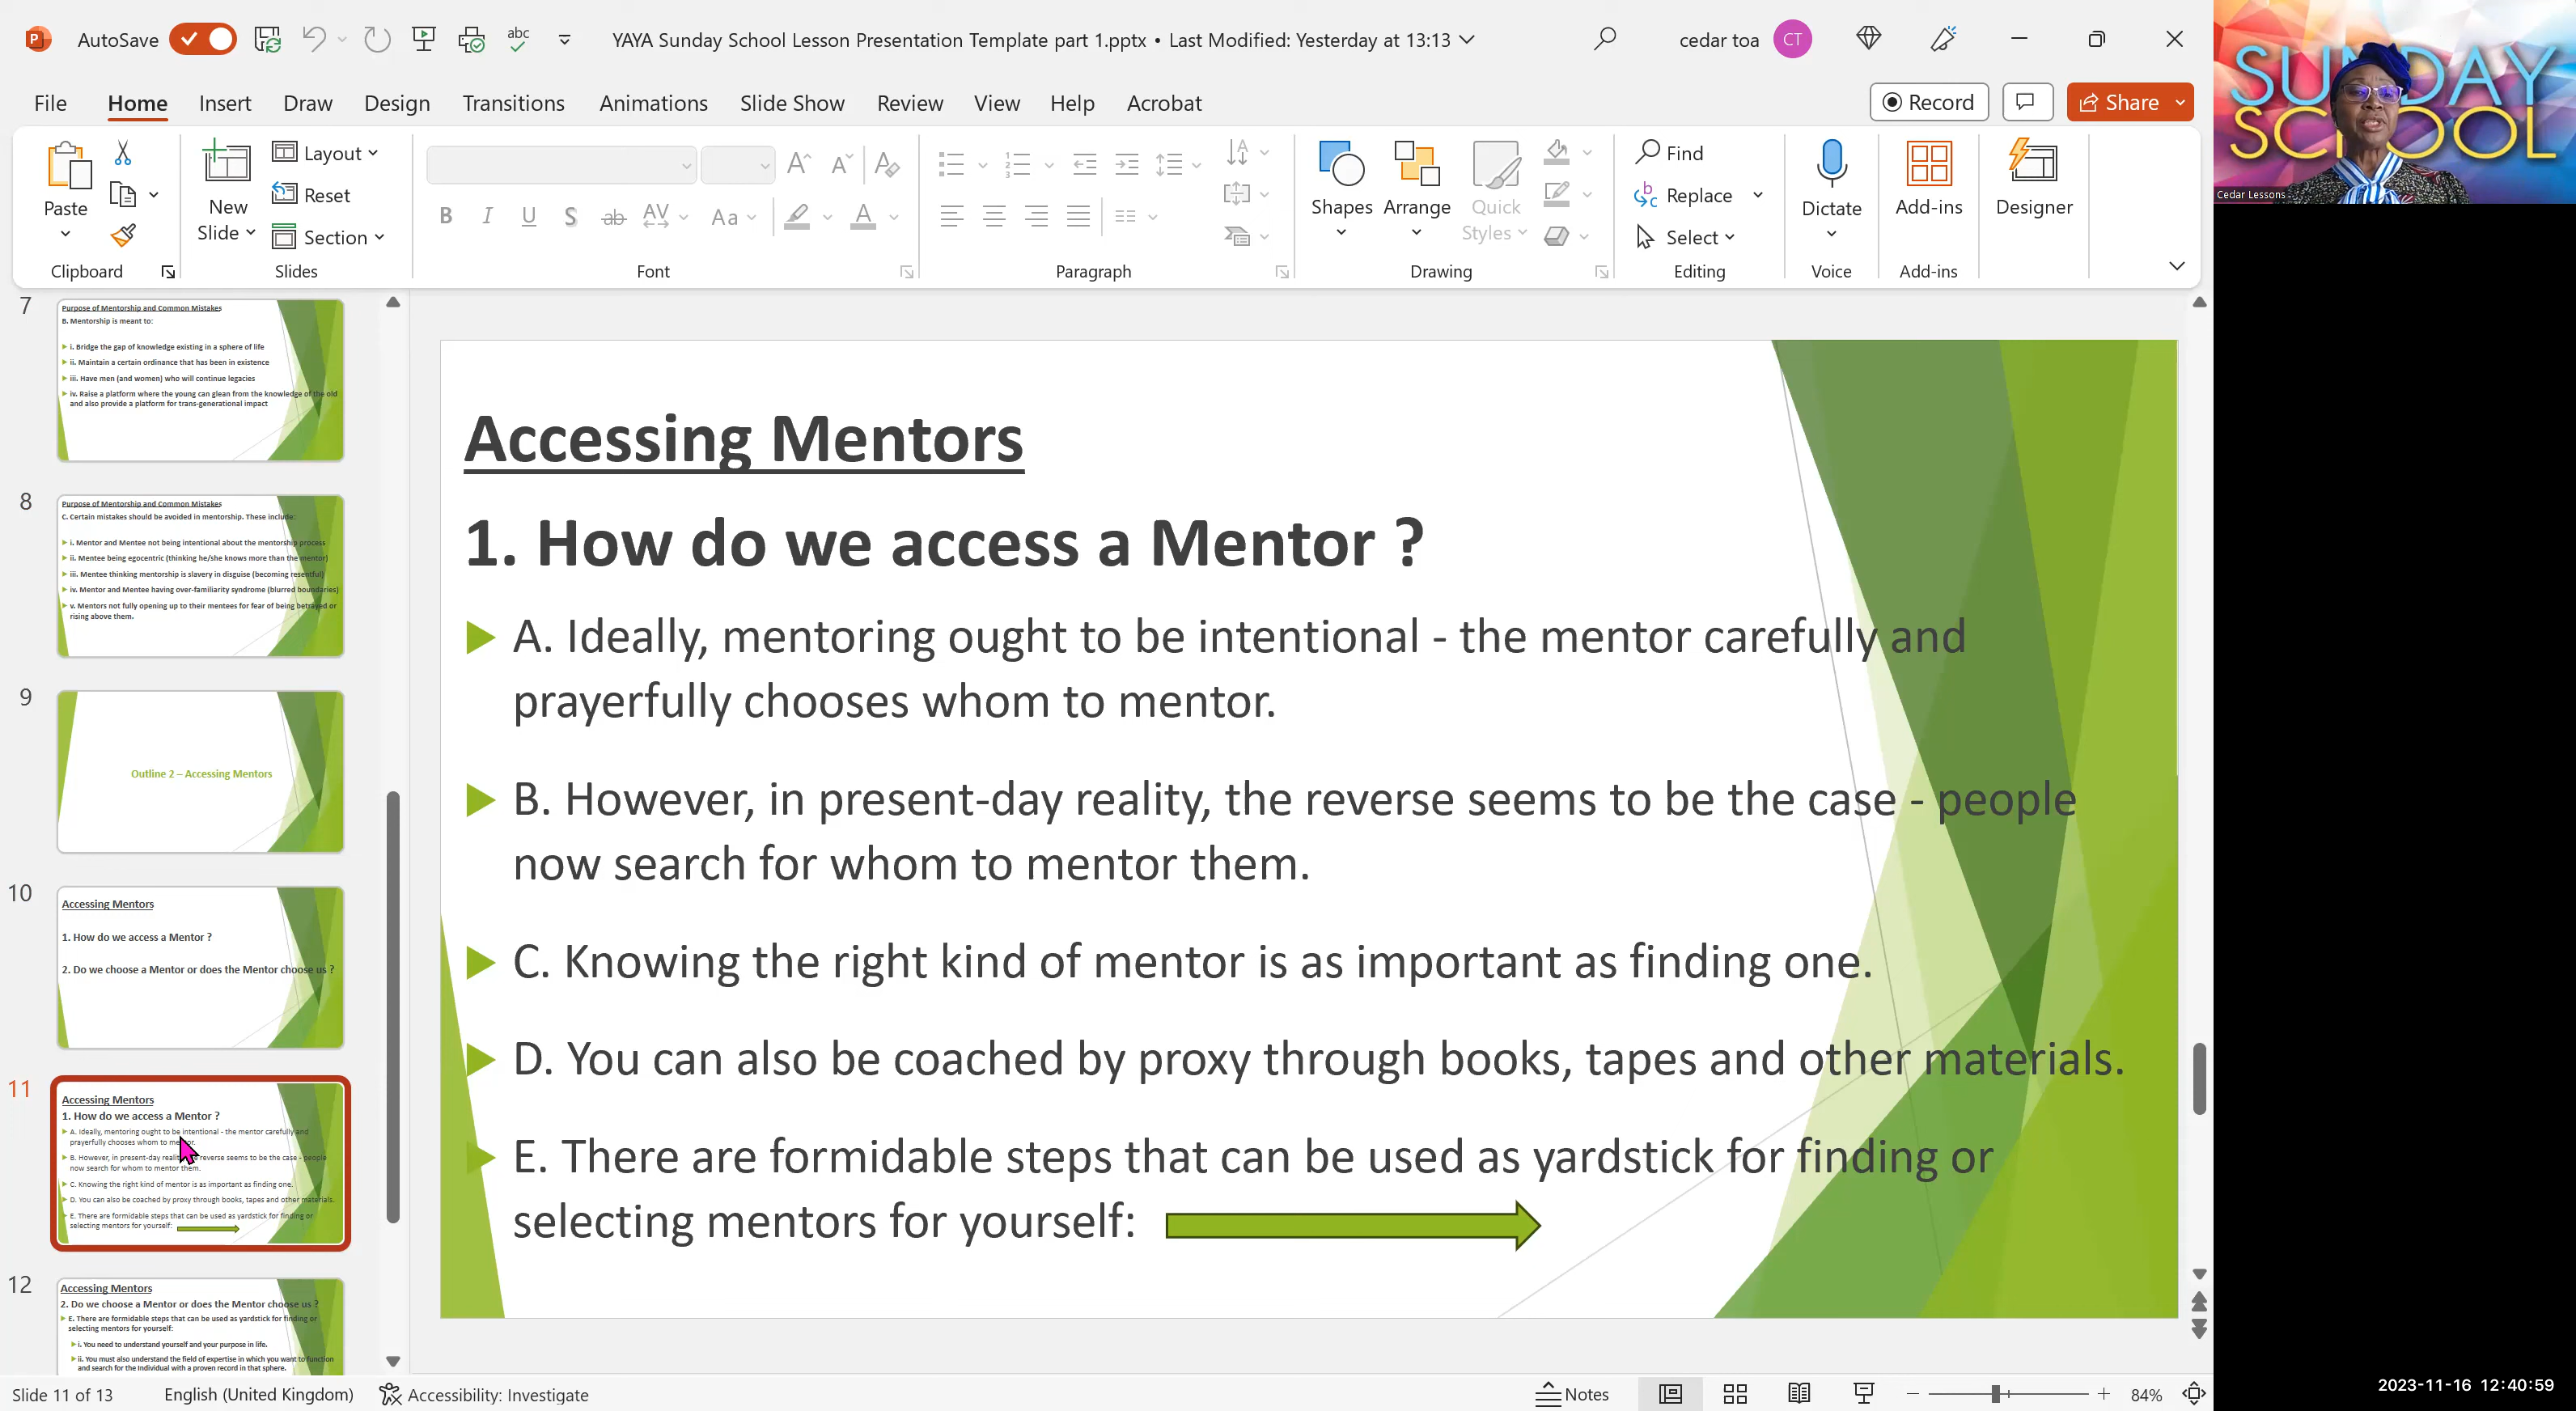 AutoSave
abc
YAYA Sunday School Lesson Presentation Template part 1.pptx • Last Modified: Yesterday at 13:13
cedar toa
CT
File Home Insert Draw Design Transitions Animations Slide Show Review View Help Acrobat
Record
Share
Paste
New Slide
Layout
Reset
Section
Find
Replace
Select
Shapes
Arrange
Quick Styles
Dictate
Add-ins
Designer
Clipboard
Slides
Font
Paragraph
Drawing
Editing
Voice
Add-ins
SUNDAY
SCHOOL
Cedar Lessons
7
Purpose of Mentorship and Common Mistakes
B. Mentorship is meant to:
i. Bridge the gap of knowledge existing in a sphere of life
ii. Maintain a certain ordinance that has been in existence
iii. Have men (and women) who will continue legacies
iv. Raise a platform where the young can glean from the knowledge of the old
and also provide a platform for trans-generational impact
8
Purpose of Mentorship and Common Mistakes
C. Certain mistakes should be avoided in mentorship. These include:
i. Mentor and Mentee not being intentional about the mentorship process
ii. Mentee being egocentric (thinking he/she knows more than the mentor)
iii. Mentee thinking mentorship is slavery in disguise (becoming resentful)
iv. Mentor and Mentee having over-familiarity syndrome (blurred boundaries)
v. Mentors not fully opening up to their mentees for fear of being betrayed or
rising above them.
9
Outline 2 – Accessing Mentors
10
Accessing Mentors
1. How do we access a Mentor ?
2. Do we choose a Mentor or does the Mentor choose us ?
11
Accessing Mentors
1. How do we access a Mentor ?
A. Ideally, mentoring ought to be intentional - the mentor carefully and
prayerfully chooses whom to mentor.
B. However, in present-day reality, reverse seems to be the case - people
now search for whom to mentor them.
C. Knowing the right kind of mentor is as important as finding one.
D. You can also be coached by proxy through books, tapes and other materials.
E. There are formidable steps that can be used as yardstick for finding or
selecting mentors for yourself:
12
Accessing Mentors
2. Do we choose a Mentor or does the Mentor choose us ?
E. There are formidable steps that can be used as yardstick for finding or
selecting mentors for yourself:
i. You need to understand yourself and your purpose in life.
ii. You must also understand the field of expertise in which you want to function
and search for the Individual with a proven record in that sphere.
Accessing Mentors
1. How do we access a Mentor ?
A. Ideally, mentoring ought to be intentional - the mentor carefully and
prayerfully chooses whom to mentor.
B. However, in present-day reality, the reverse seems to be the case - people
now search for whom to mentor them.
C. Knowing the right kind of mentor is as important as finding one.
D. You can also be coached by proxy through books, tapes and other materials.
E. There are formidable steps that can be used as yardstick for finding or
selecting mentors for yourself:
Slide 11 of 13
English (United Kingdom)
Accessibility: Investigate
Notes
84%
2023-11-16 12:40:59